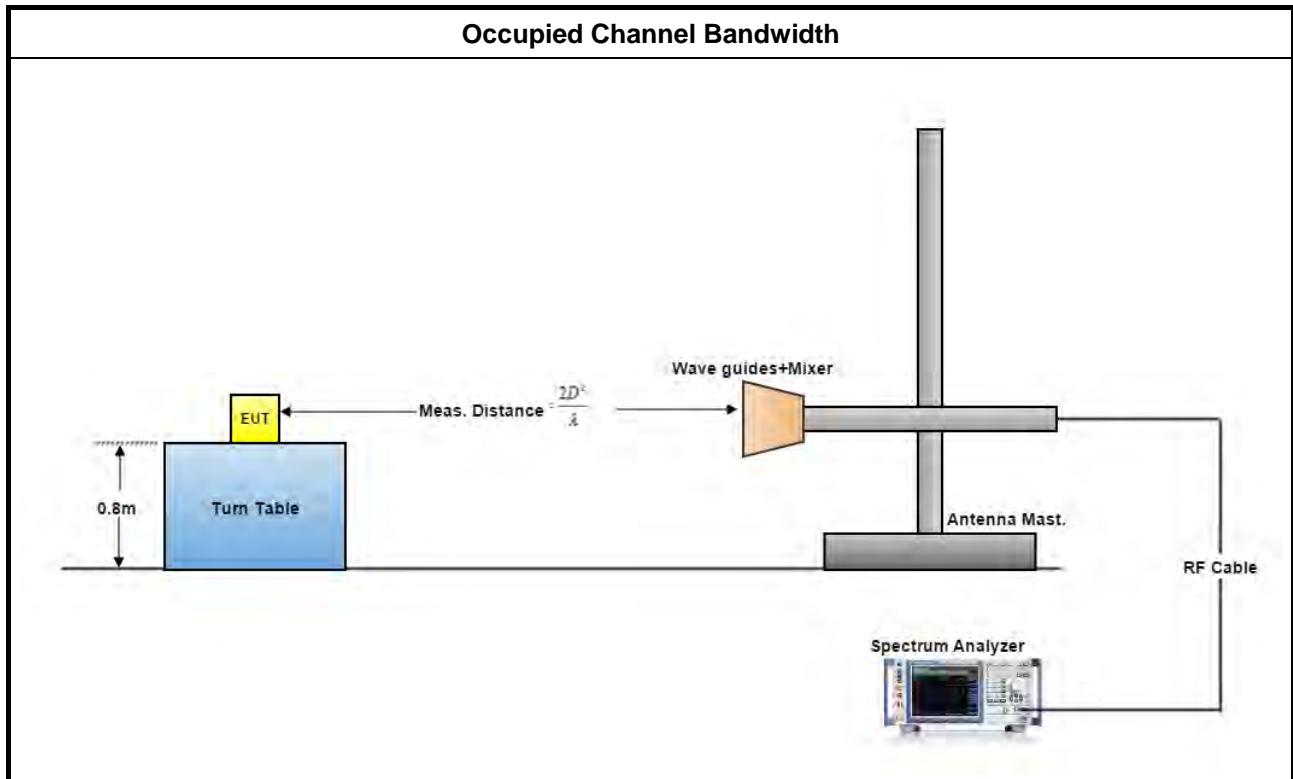 Occupied Channel Bandwidth
Wave guides+Mixer
EUT
Meas. Distance = 2D²/λ
0.8m
Turn Table
Antenna Mast.
RF Cable
Spectrum Analyzer